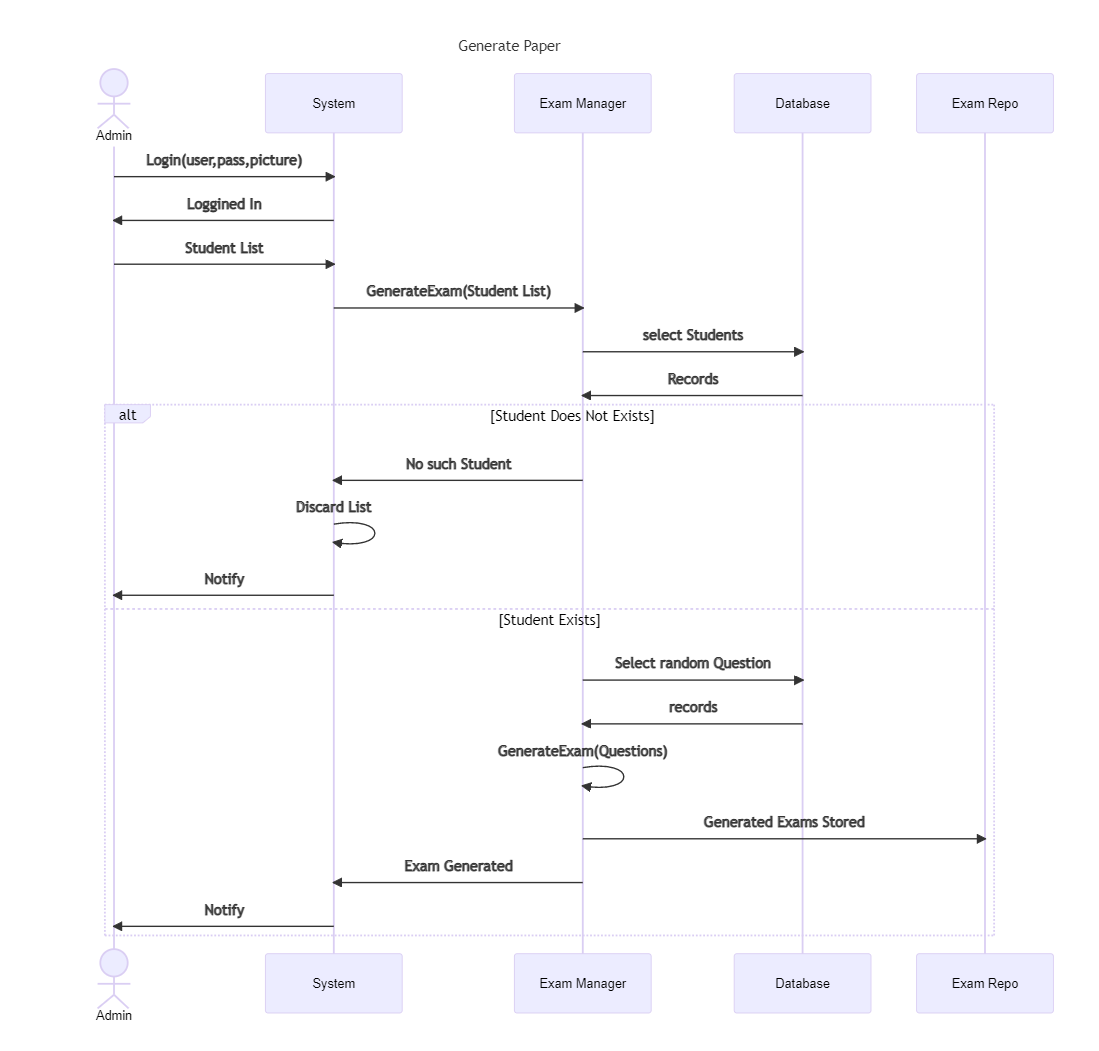 Generate Paper
System
Exam Manager
Database
Exam Repo
Admin
Login(user,pass,picture)
Loggined In
Student List
GenerateExam(Student List)
select Students
Records
alt
[Student Does Not Exists]
No such Student
Discard List
Notify
[Student Exists]
Select random Question
records
GenerateExam(Questions)
Generated Exams Stored
Exam Generated
Notify
System
Exam Manager
Database
Exam Repo
Admin